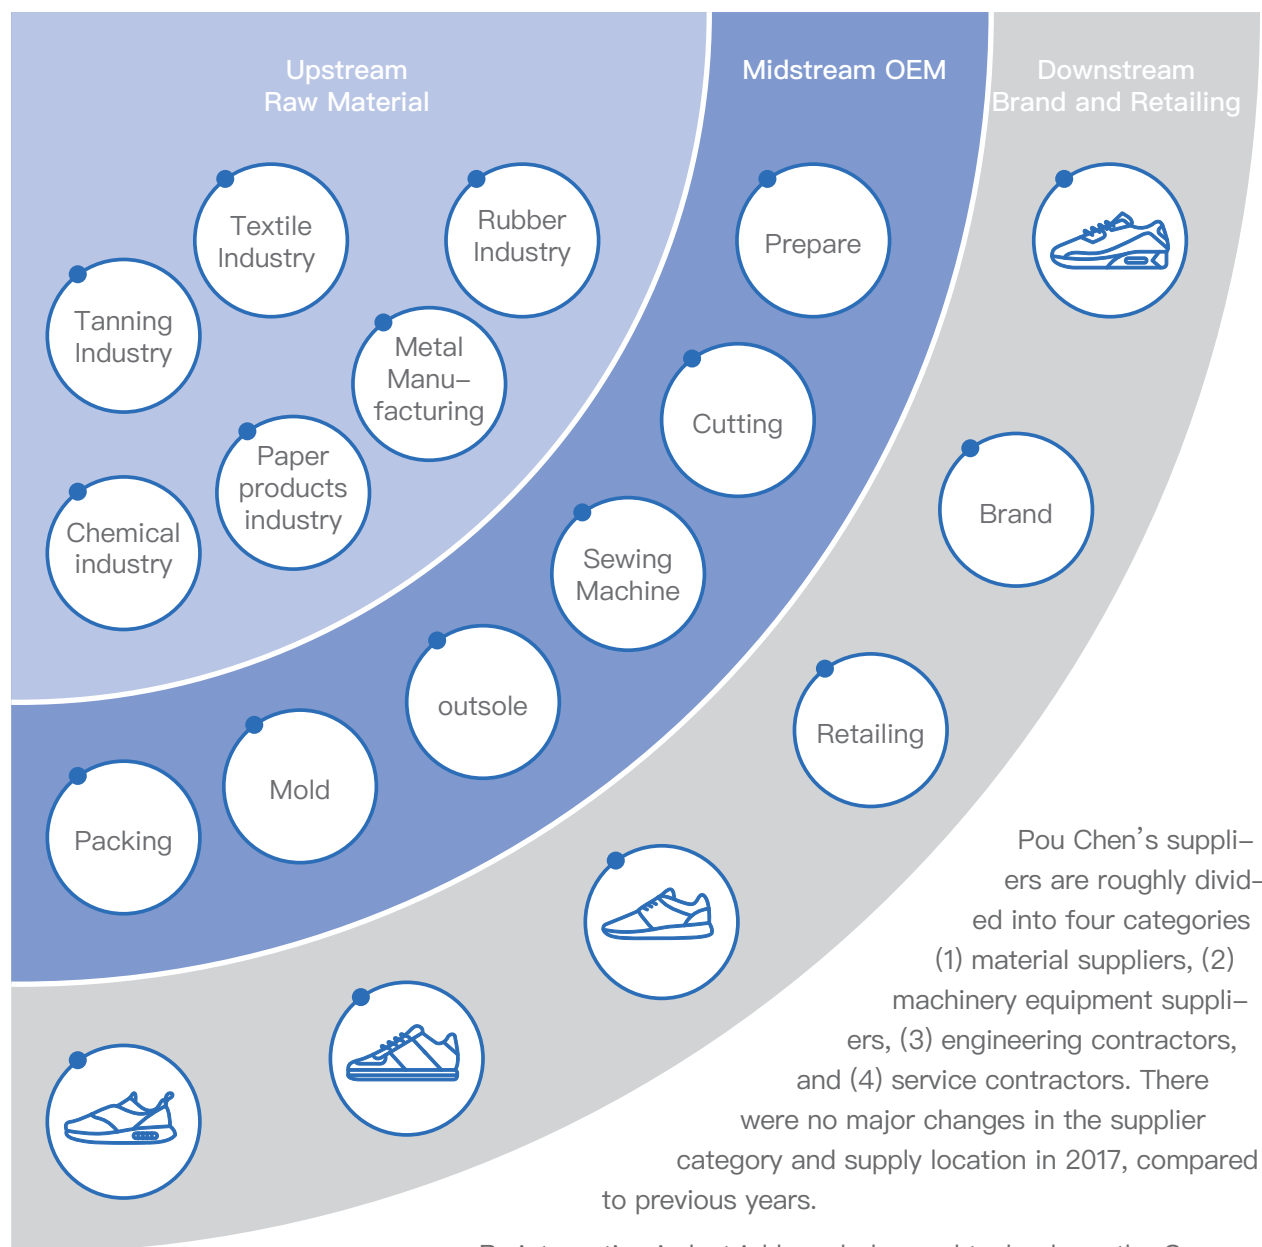 Upstream
Raw Material
Midstream OEM
Downstream
Brand and Retailing
Textile
Industry
Rubber
Industry
Tanning
Industry
Metal
Manu-
facturing
Paper
products
industry
Chemical
industry
Prepare
Cutting
Sewing
Machine
outsole
Mold
Packing
Brand
Retailing
Pou Chen's suppli-
ers are roughly divid-
ed into four categories
(1) material suppliers, (2)
machinery equipment suppli-
ers, (3) engineering contractors,
and (4) service contractors. There
were no major changes in the supplier
category and supply location in 2017, compared
to previous years.